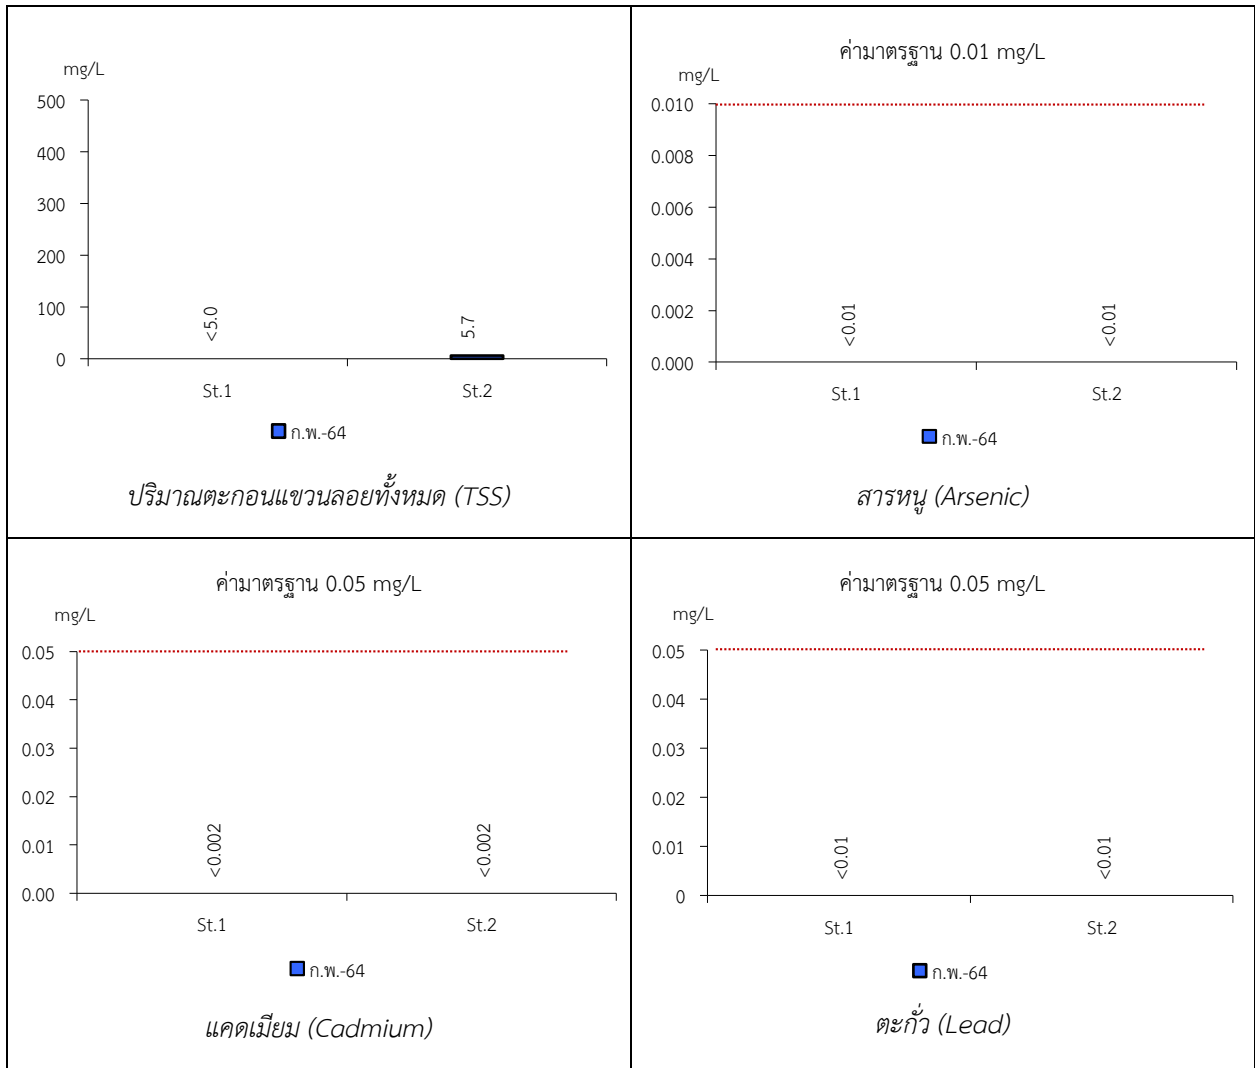 mg/L
500
400
300
200
100
0
<5.0
5.7
St.1
St.2
ก.พ.-64
ปริมาณตะกอนแขวนลอยทั้งหมด (TSS)
ค่ามาตรฐาน 0.01 mg/L
mg/L
0.010
0.008
0.006
0.004
0.002
0.000
<0.01
<0.01
St.1
St.2
ก.พ.-64
สารหนู (Arsenic)
ค่ามาตรฐาน 0.05 mg/L
mg/L
0.05
0.04
0.03
0.02
0.01
0.00
<0.002
<0.002
St.1
St.2
ก.พ.-64
แคดเมียม (Cadmium)
ค่ามาตรฐาน 0.05 mg/L
mg/L
0.05
0.04
0.03
0.02
0.01
0
<0.01
<0.01
St.1
St.2
ก.พ.-64
ตะกั่ว (Lead)